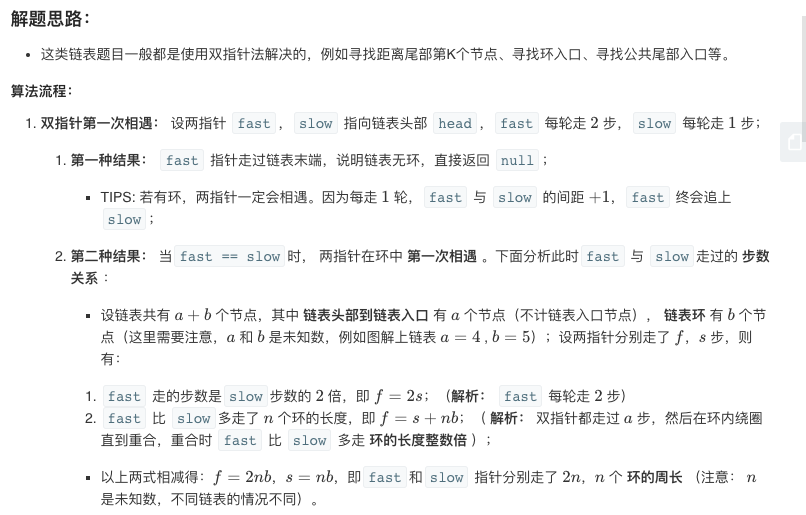 解题思路：
• 这类链表题目一般都是使用双指针法解决的，例如寻找距离尾部第K个节点、寻找环入口、寻找公共尾部入口等。
算法流程：
1. 双指针第一次相遇： 设两指针 fast ， slow 指向链表头部 head ， fast 每轮走 2 步， slow 每轮走 1 步；
1. 第一种结果： fast 指针走过链表末端，说明链表无环，直接返回 null ；
▪ TIPS: 若有环，两指针一定会相遇。因为每走 1 轮， fast 与 slow 的间距 +1， fast 终会追上
slow ；
2. 第二种结果： 当 fast == slow 时， 两指针在环中 第一次相遇 。下面分析此时 fast 与 slow 走过的 步数
关系 ：
▪ 设链表共有 a + b 个节点，其中 链表头部到链表入口 有 a 个节点（不计链表入口节点）， 链表环 有 b 个节
点（这里需要注意，a 和 b 是未知数，例如图解上链表 a = 4 , b = 5）；设两指针分别走了 f，s 步，则
有：
1. fast 走的步数是 slow 步数的 2 倍，即 f = 2s； （解析： fast 每轮走 2 步）
2. fast 比 slow 多走了 n 个环的长度，即 f = s + nb； （ 解析： 双指针都走过 a 步，然后在环内绕圈
直到重合，重合时 fast 比 slow 多走 环的长度整数倍 ）；
▪ 以上两式相减得：f = 2nb，s = nb，即 fast 和 slow 指针分别走了 2n，n 个 环的周长 （注意： n
是未知数，不同链表的情况不同）。